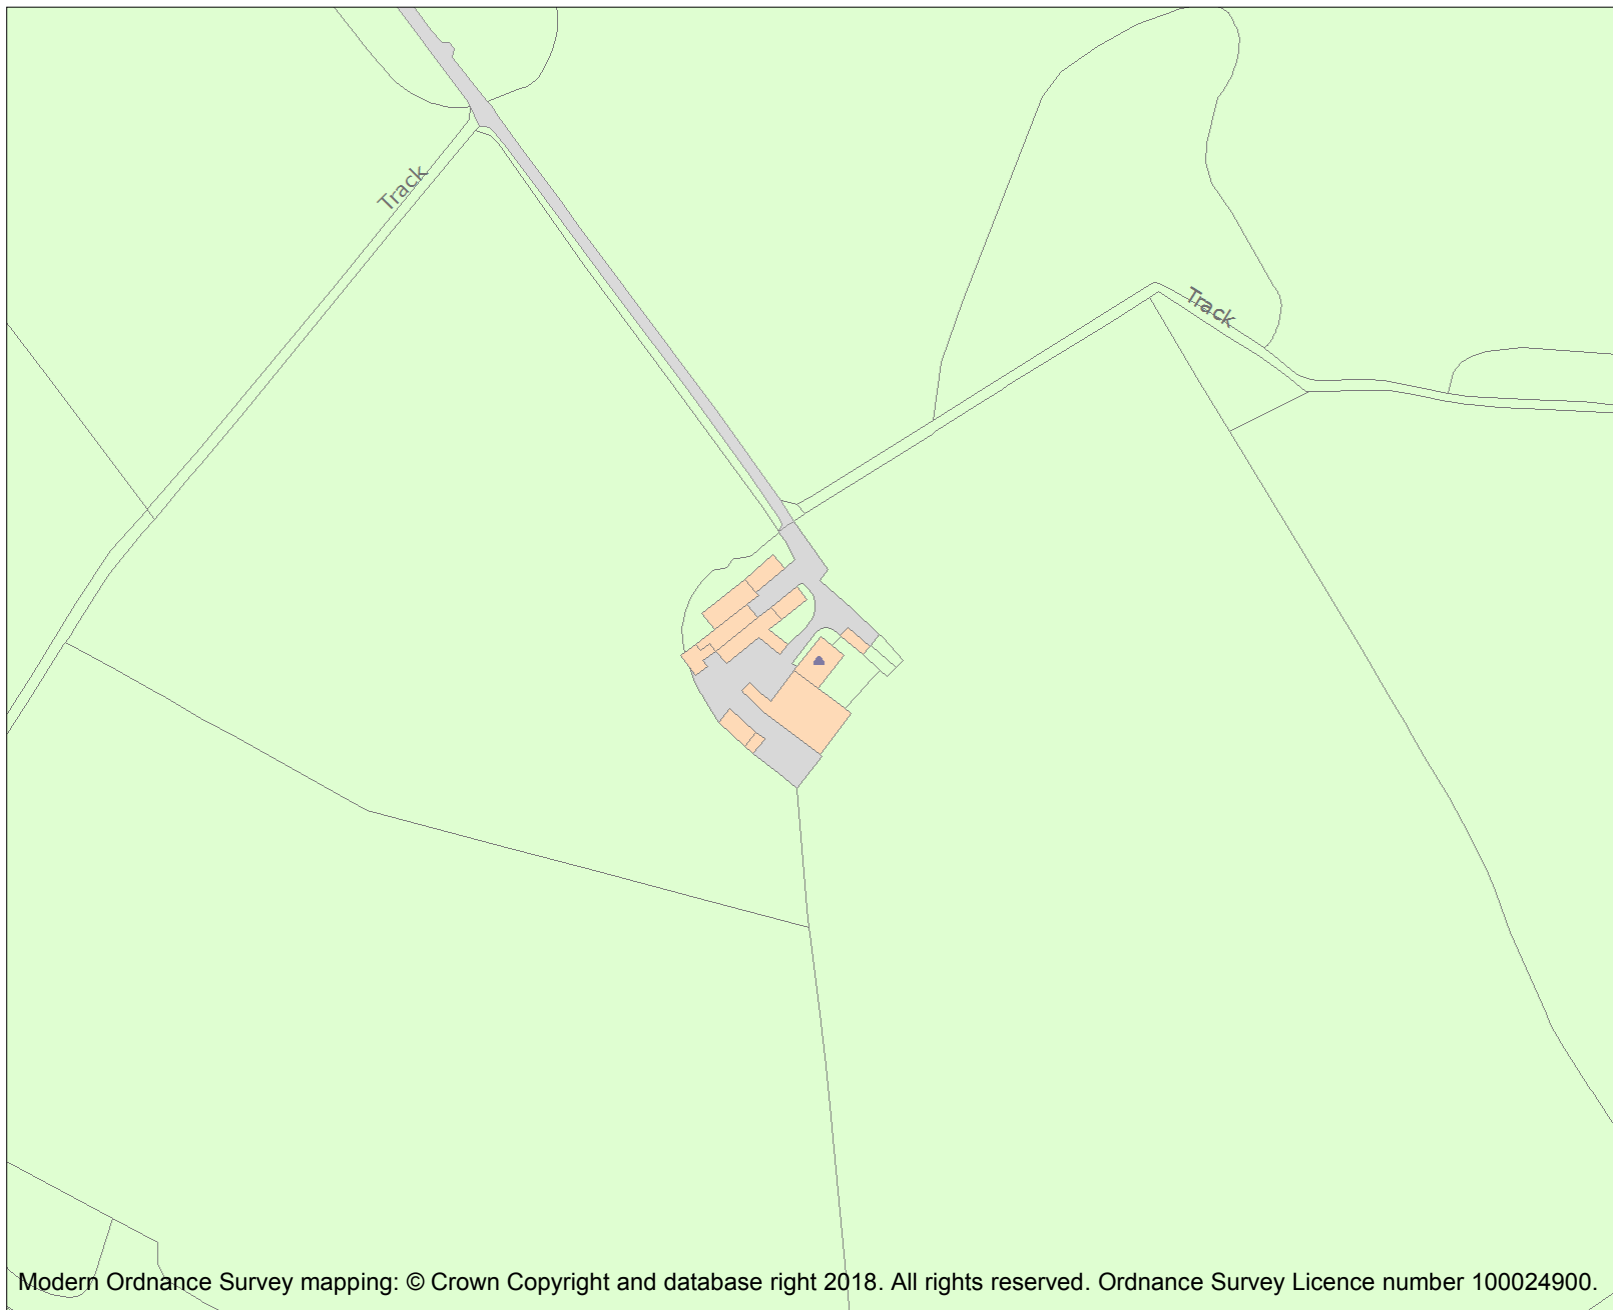 Track
Track
Modern Ordnance Survey mapping: © Crown Copyright and database right 2018. All rights reserved. Ordnance Survey Licence number 100024900.